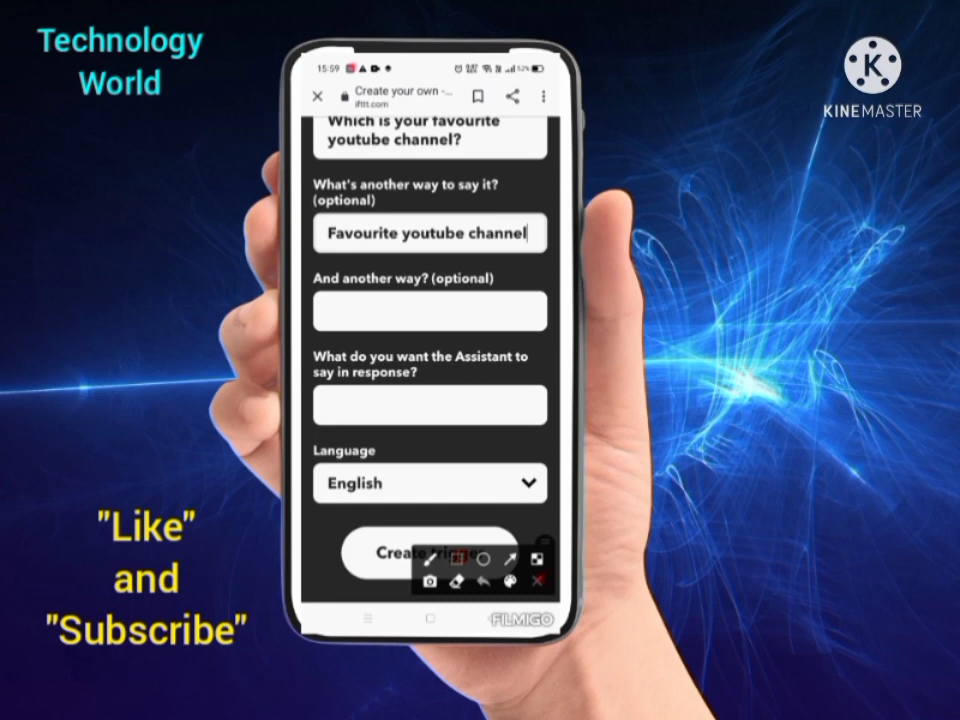 Technology
World
KINEMASTER
15:59
52%
Create your own -...
ifttt.com
Which is your favourite
youtube channel?
What's another way to say it?
(optional)
Favourite youtube channel
And another way? (optional)
What do you want the Assistant to
say in response?
Language
English
Create trigger
FILMIGO
"Like"
and
"Subscribe"